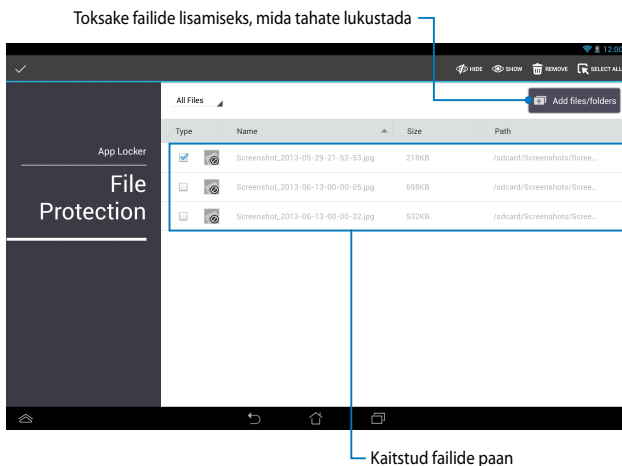 Toksake failide lisamiseks, mida tahate lukustada
12:00
HIDE SHOW REMOVE SELECT ALL
All Files
Add files/folders
Type Name Size Path
App Locker
File
Protection
Screenshot_2013-05-29-21-52-53.jpg 218KB /sdcard/Screenshots/Scree...
Screenshot_2013-06-13-00-00-05.jpg 698KB /sdcard/Screenshots/Scree...
Screenshot_2013-06-13-00-00-32.jpg 532KB /sdcard/Screenshots/Scree...
Kaitstud failide paan